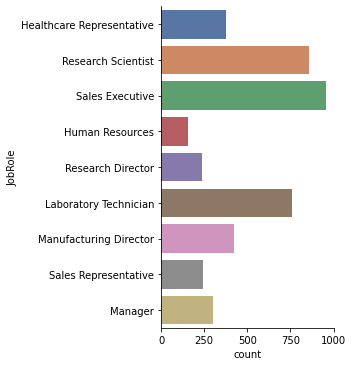 Healthcare Representative
Research Scientist
Sales Executive
Human Resources
Research Director
Laboratory Technician
Manufacturing Director
Sales Representative
Manager
JobRole
0 250 500 750 1000
count